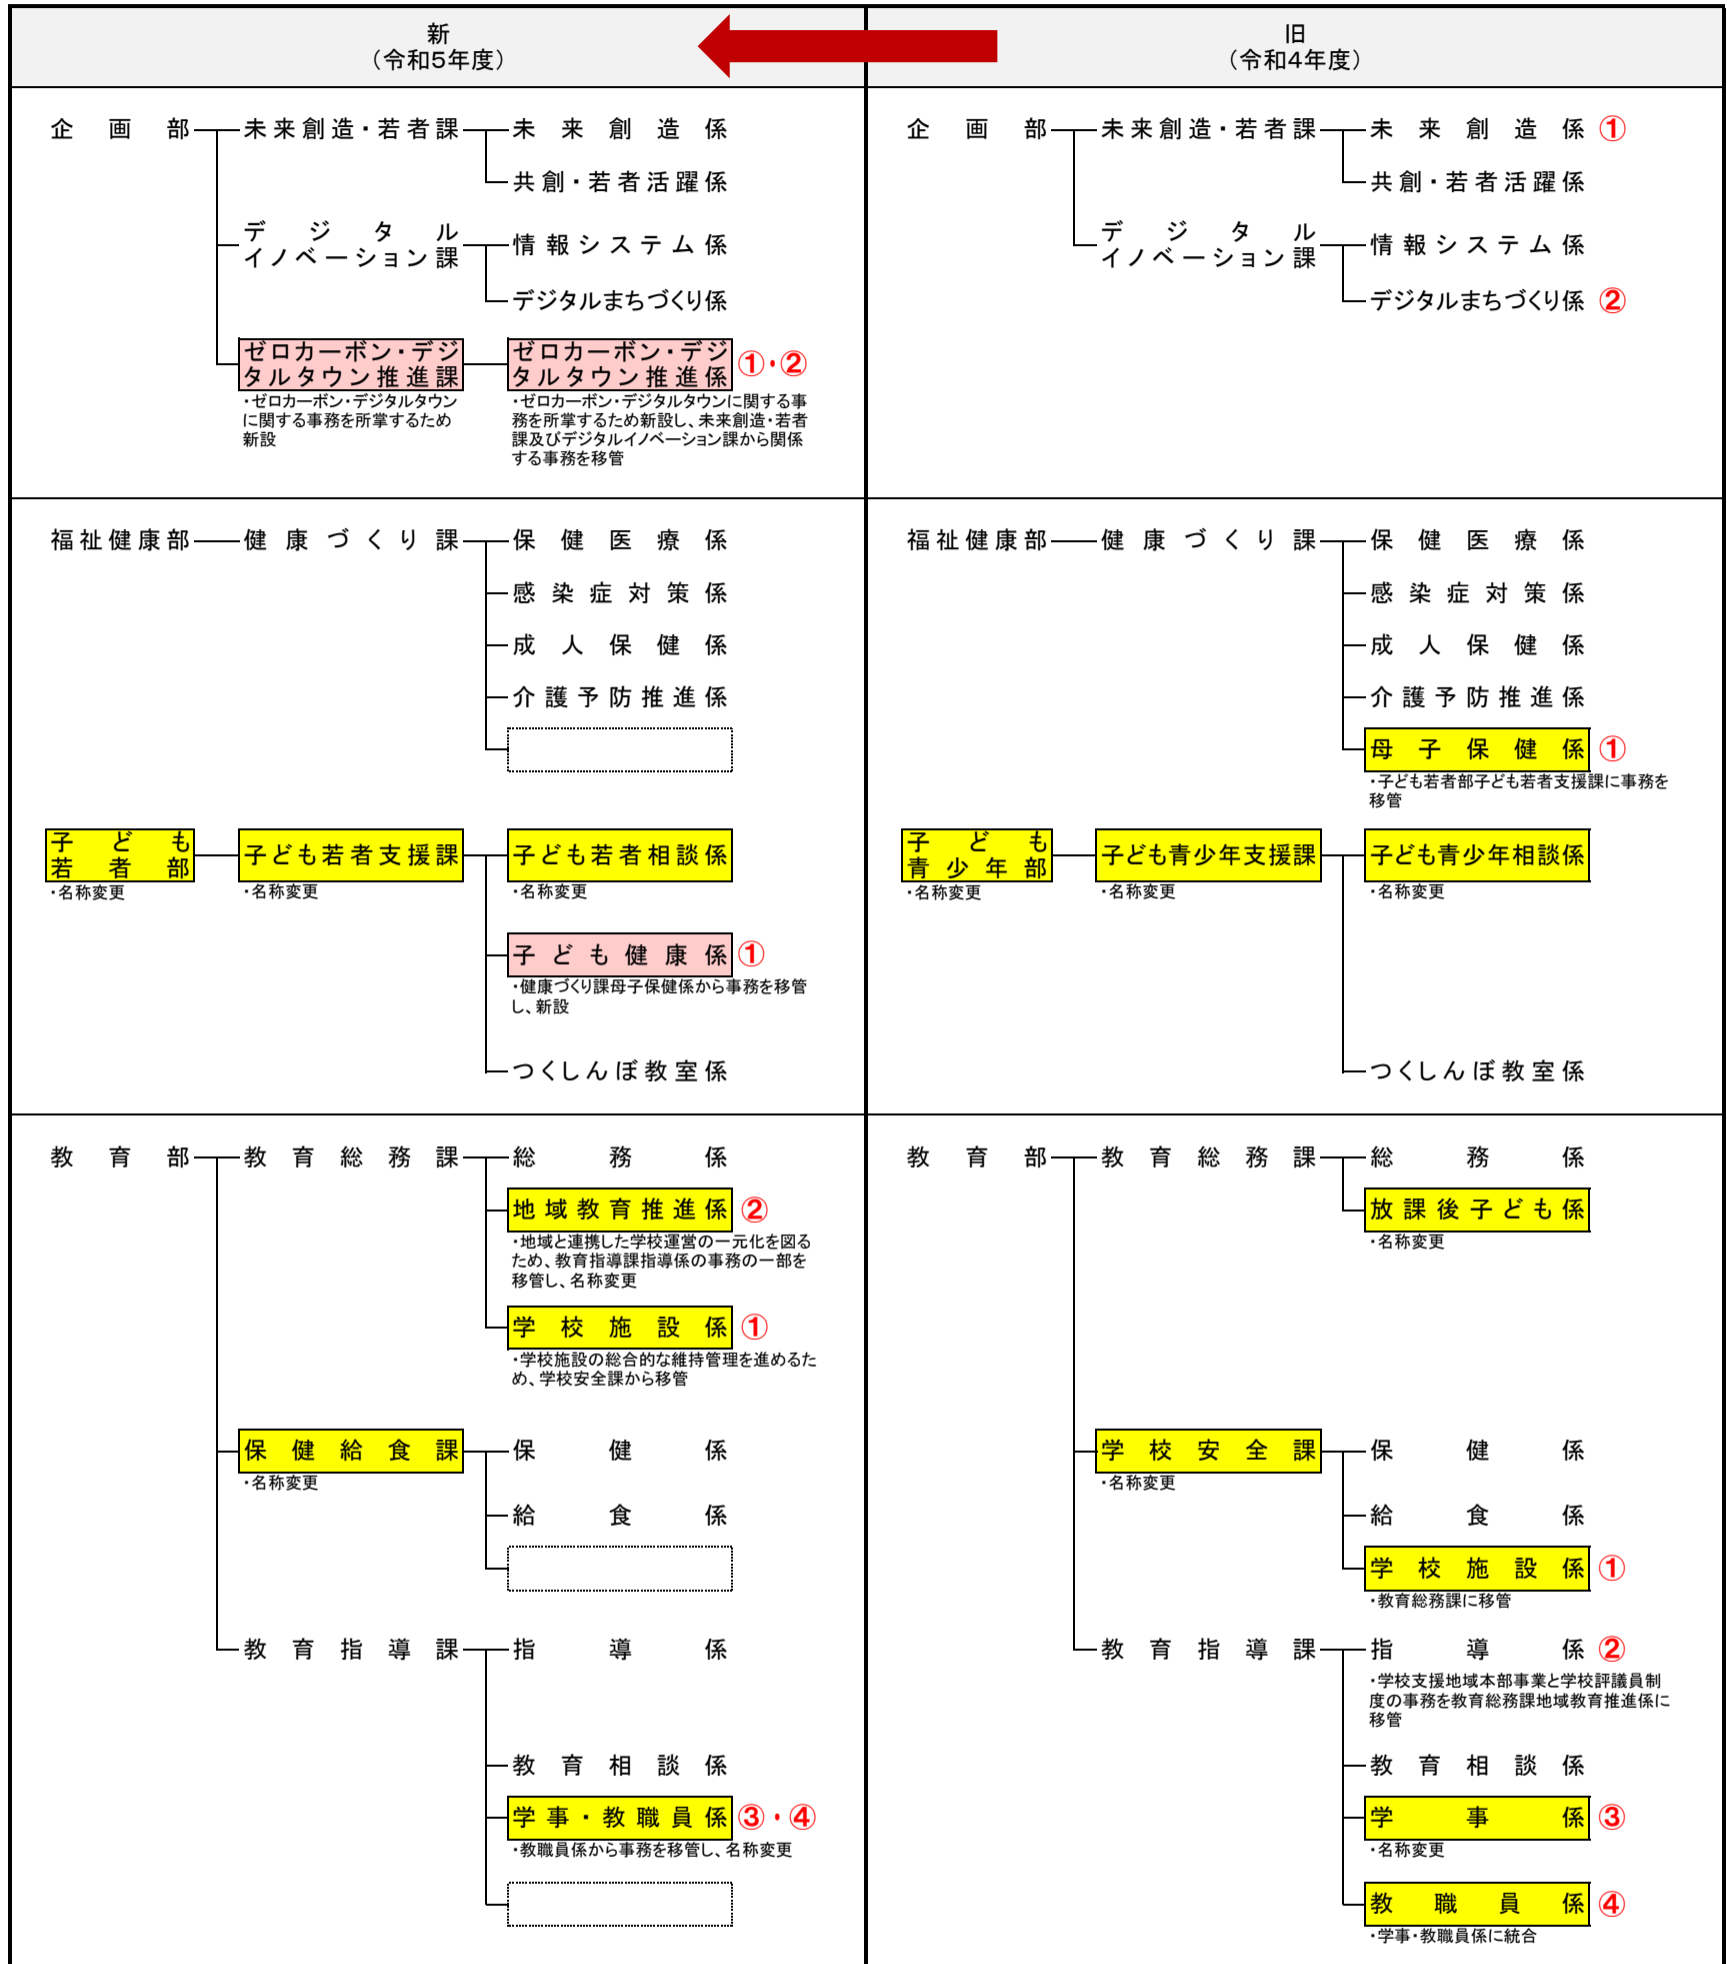 新
（令和5年度）
旧
（令和4年度）
企画部
未来創造・若者課
未来創造係
共創・若者活躍係
デジタル
イノベーション課
情報システム係
デジタルまちづくり係
ゼロカーボン・デジ
タルタウン推進課
・ゼロカーボン・デジタルタウン
に関する事務を所掌するため
新設
ゼロカーボン・デジ
タルタウン推進係
①・②
・ゼロカーボン・デジタルタウンに関する事
務を所掌するため新設し、未来創造・若者
課及びデジタルイノベーション課から関係
する事務を移管
企画部
未来創造・若者課
未来創造係 ①
共創・若者活躍係
デジタル
イノベーション課
情報システム係
デジタルまちづくり係 ②
福祉健康部
健康づくり課
保健医療係
感染症対策係
成人保健係
介護予防推進係
子ども
若者部
・名称変更
子ども若者支援課
・名称変更
子ども若者相談係
・名称変更
子ども健康係 ①
・健康づくり課母子保健係から事務を移管
し、新設
つくしんぼ教室係
福祉健康部
健康づくり課
保健医療係
感染症対策係
成人保健係
介護予防推進係
母子保健係 ①
・子ども若者部子ども若者支援課に事務を
移管
子ども
青少年部
・名称変更
子ども青少年支援課
・名称変更
子ども青少年相談係
・名称変更
つくしんぼ教室係
教育部
教育総務課
総務係
地域教育推進係 ②
・地域と連携した学校運営の一元化を図る
ため、教育指導課指導係の事務の一部を
移管し、名称変更
学校施設係 ①
・学校施設の総合的な維持管理を進めるた
め、学校安全課から移管
保健給食課
・名称変更
保健係
給食係
教育指導課
指導係
教育相談係
学事・教職員係 ③・④
・教職員係から事務を移管し、名称変更
教育部
教育総務課
総務係
放課後子ども係
・名称変更
学校安全課
・名称変更
保健係
給食係
学校施設係 ①
・教育総務課に移管
教育指導課
指導係 ②
・学校支援地域本部事業と学校評議員制
度の事務を教育総務課地域教育推進係に
移管
教育相談係
学事係 ③
・名称変更
教職員係 ④
・学事・教職員係に統合